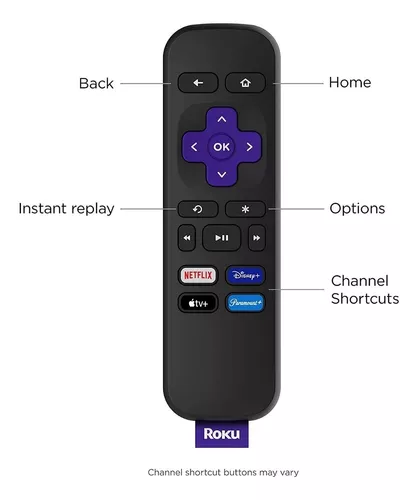 Back
Home
OK
Instant replay
Options
NETFLIX
Disney+
Channel
Shortcuts
tv+
Paramount+
ROKU
Channel shortcut buttons may vary